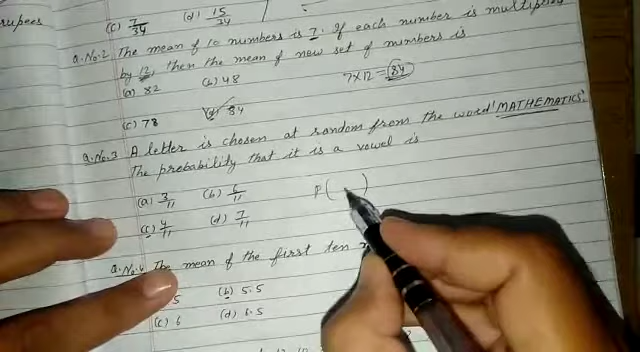 rupees
(c) 7/34 (d) 15/34
Q.No.2 The mean of 10 numbers is 7. If each number is multiplied
by 12, then the mean of new set of numbers is
(a) 82 (b) 48
7x12 = 84
(c) 78 (d) 84
Q.No.3 A letter is chosen at random from the word 'MATHEMATICS'.
The probability that it is a vowel is
(a) 3/11 (b) 6/11
P( )
(c) 4/11 (d) 7/11
Q.No.4 The mean of the first ten
5 (b) 5.5
(c) 6 (d) 6.5